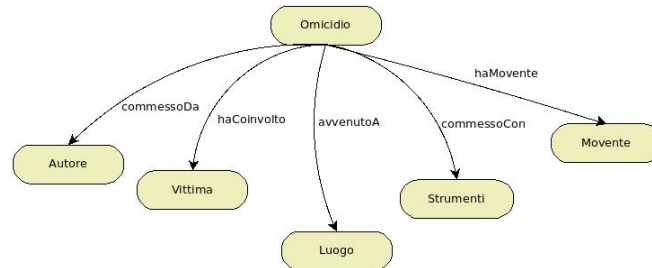 Omicidio
haMovente
commessoDa
haCoinvolto
avvenutoA
commessoCon
Movente
Autore
Vittima
Strumenti
Luogo